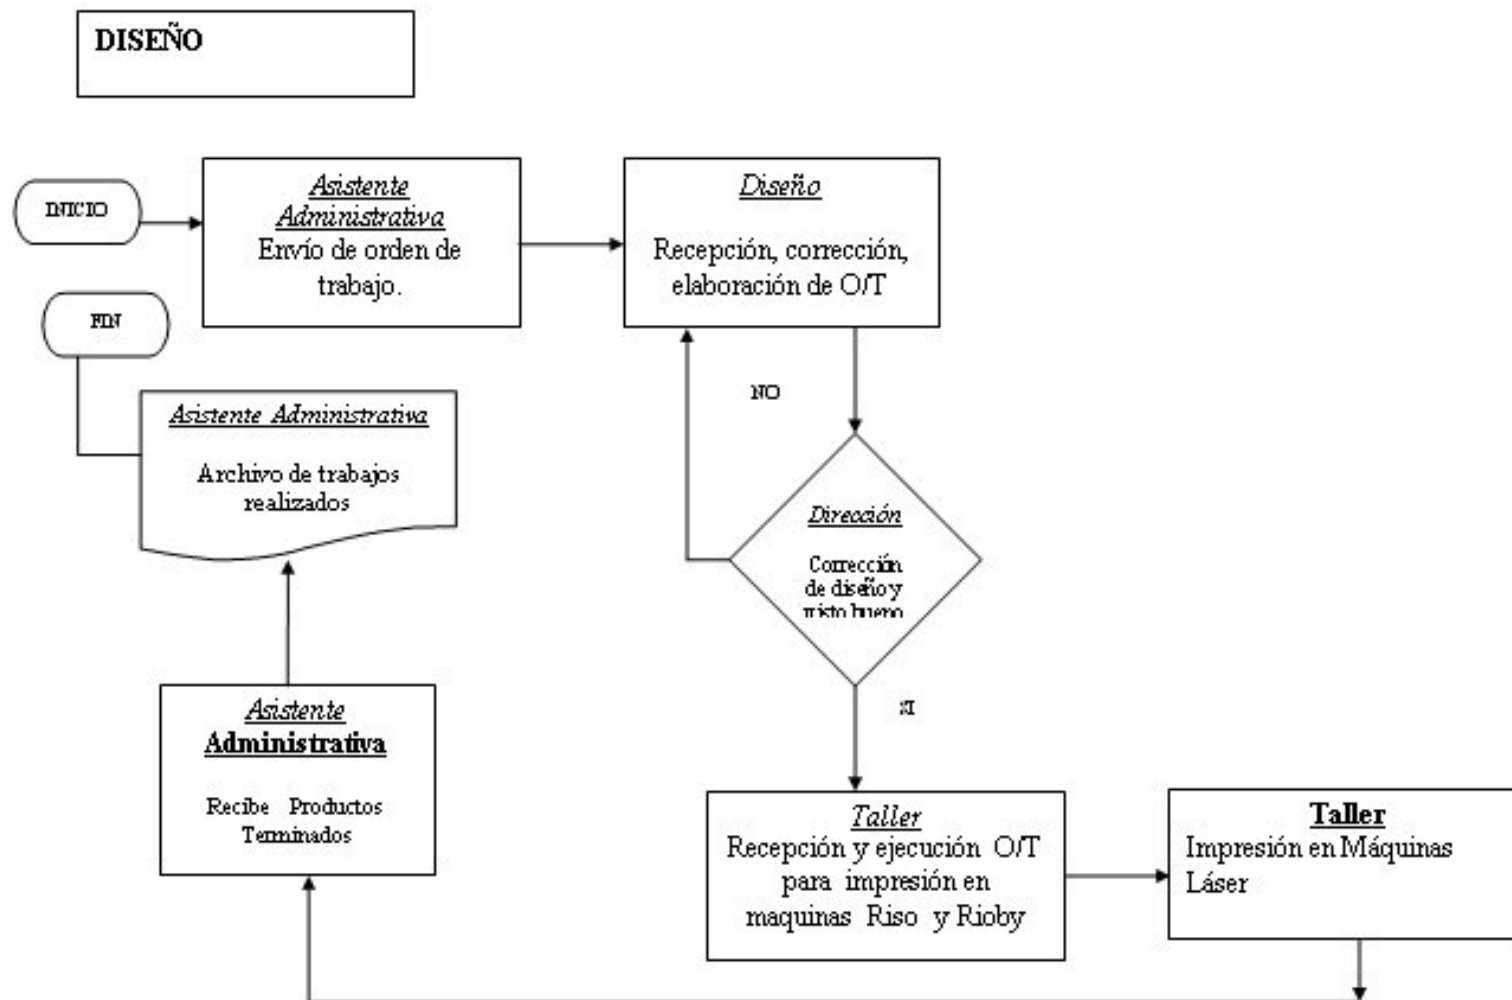 DISEÑO
INICIO
Asistente
Administrativa
Envío de orden de
trabajo.
Diseño
Recepción, corrección,
elaboración de O/T
FIN
NO
Asistente Administrativa
Archivo de trabajos
realizados
Dirección
Corrección
de diseño y
visto bueno
SI
Asistente
Administrativa
Recibe Productos
Terminados
Taller
Recepción y ejecución O/T
para impresión en
maquinas Riso y Rioby
Taller
Impresión en Máquinas
Láser